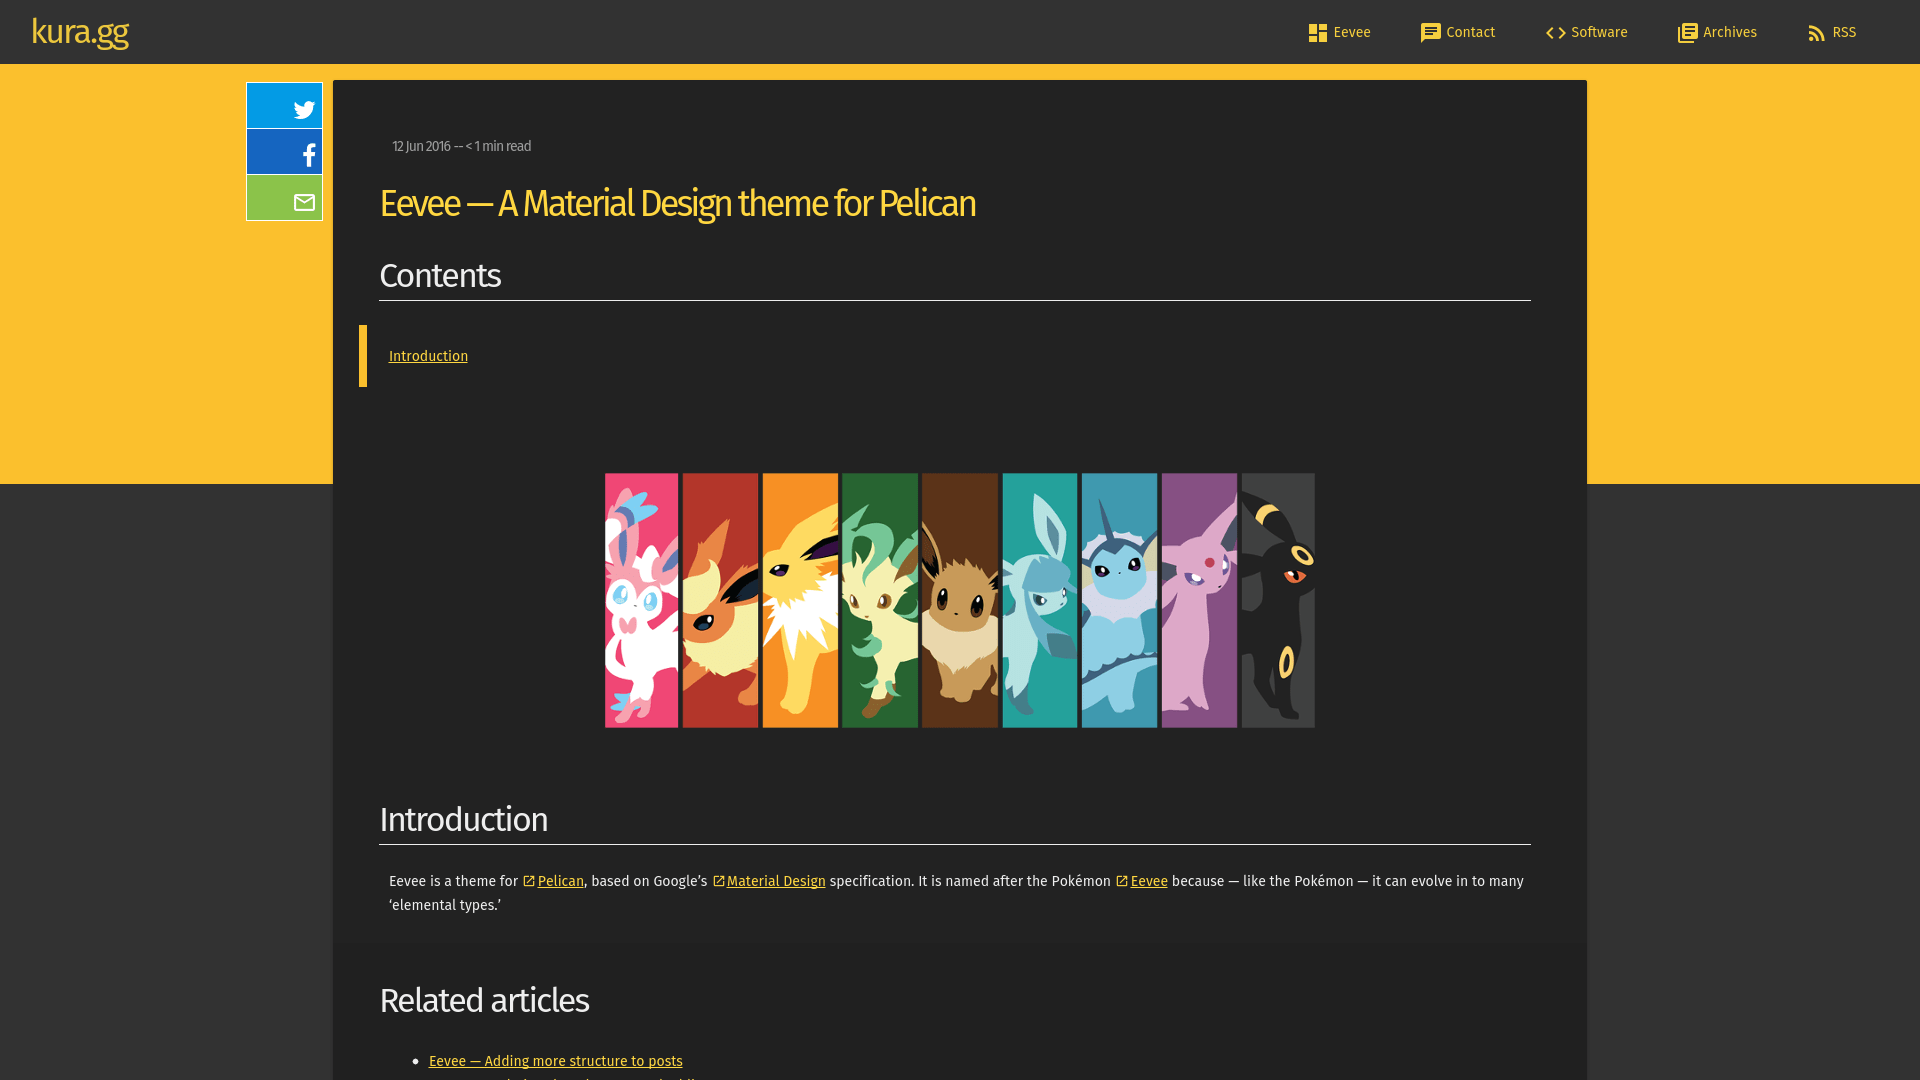 kura.gg
Eevee
Contact
Software
Archives
RSS
12 Jun 2016 -- < 1 min read
Eevee — A Material Design theme for Pelican
Contents
Introduction
Introduction
Eevee is a theme for Pelican, based on Google’s Material Design specification. It is named after the Pokémon Eevee because — like the Pokémon — it can evolve in to many
‘elemental types.’
Related articles
Eevee — Adding more structure to posts